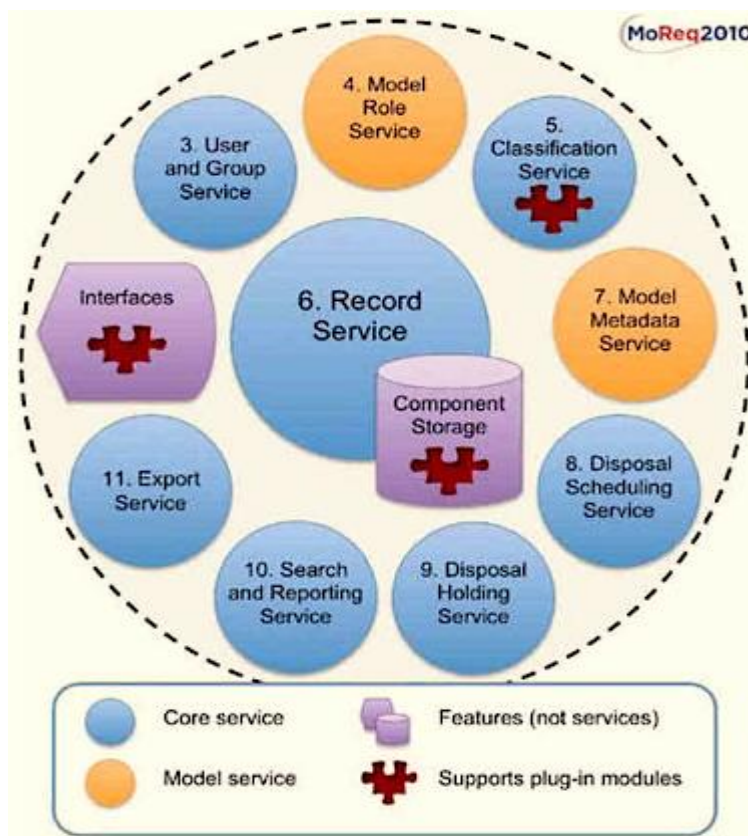 MoReq2010
4. Model
Role
Service
3. User
and Group
Service
5.
Classification
Service
Interfaces
6. Record
Service
7. Model
Metadata
Service
Component
Storage
11. Export
Service
8. Disposal
Scheduling
Service
10. Search
and Reporting
Service
9. Disposal
Holding
Service
Core service
Features (not services)
Model service
Supports plug-in modules